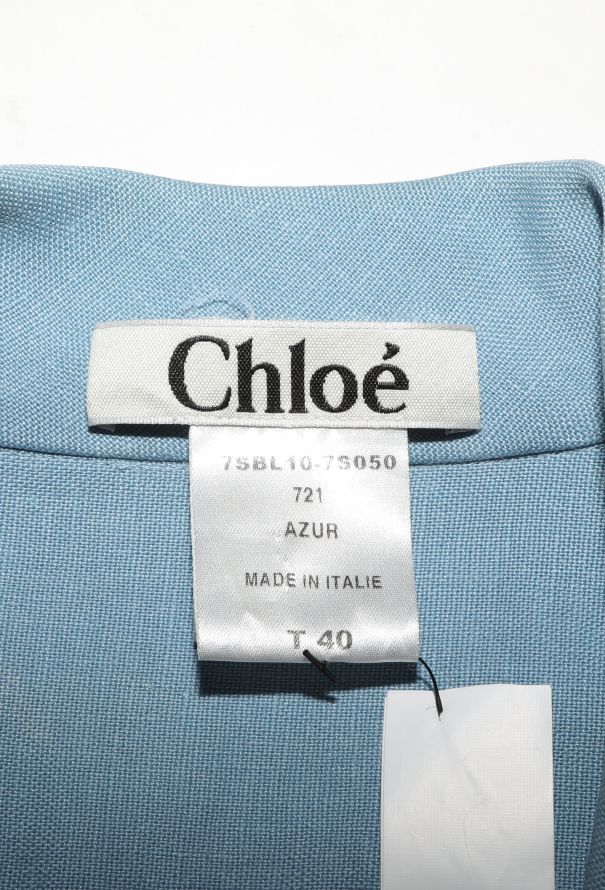 Chloé
7SBL10-7S050
721
AZUR
MADE IN ITALIE
T 40